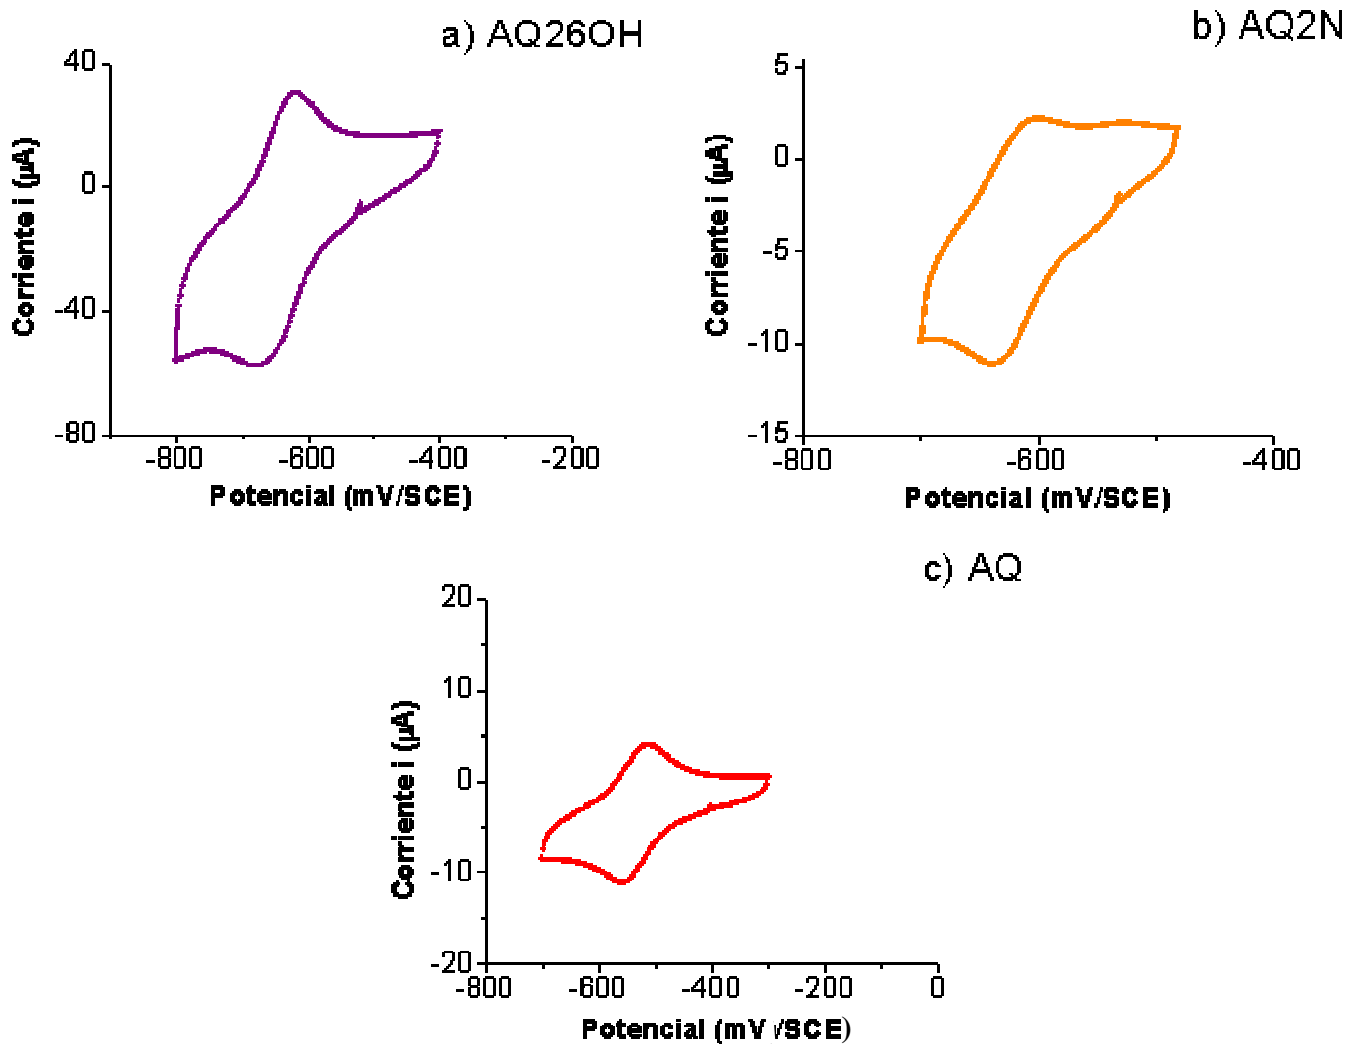 a) AQ26OH
40
0
-40
-80
Corriente i (µA)
-800 -600 -400 -200
Potencial (mV/SCE)
b) AQ2N
5
0
-5
-10
-15
Corriente i (µA)
-800 -600 -400
Potencial (mV/SCE)
c) AQ
20
10
0
-10
-20
Corriente i (µA)
-800 -600 -400 -200 0
Potencial (mV /SCE)